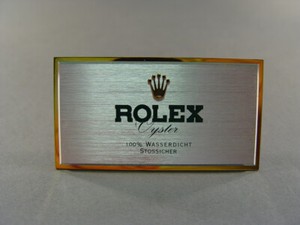 ROLEX
Oyster
100% WASSERDICHT
STOSSICHER